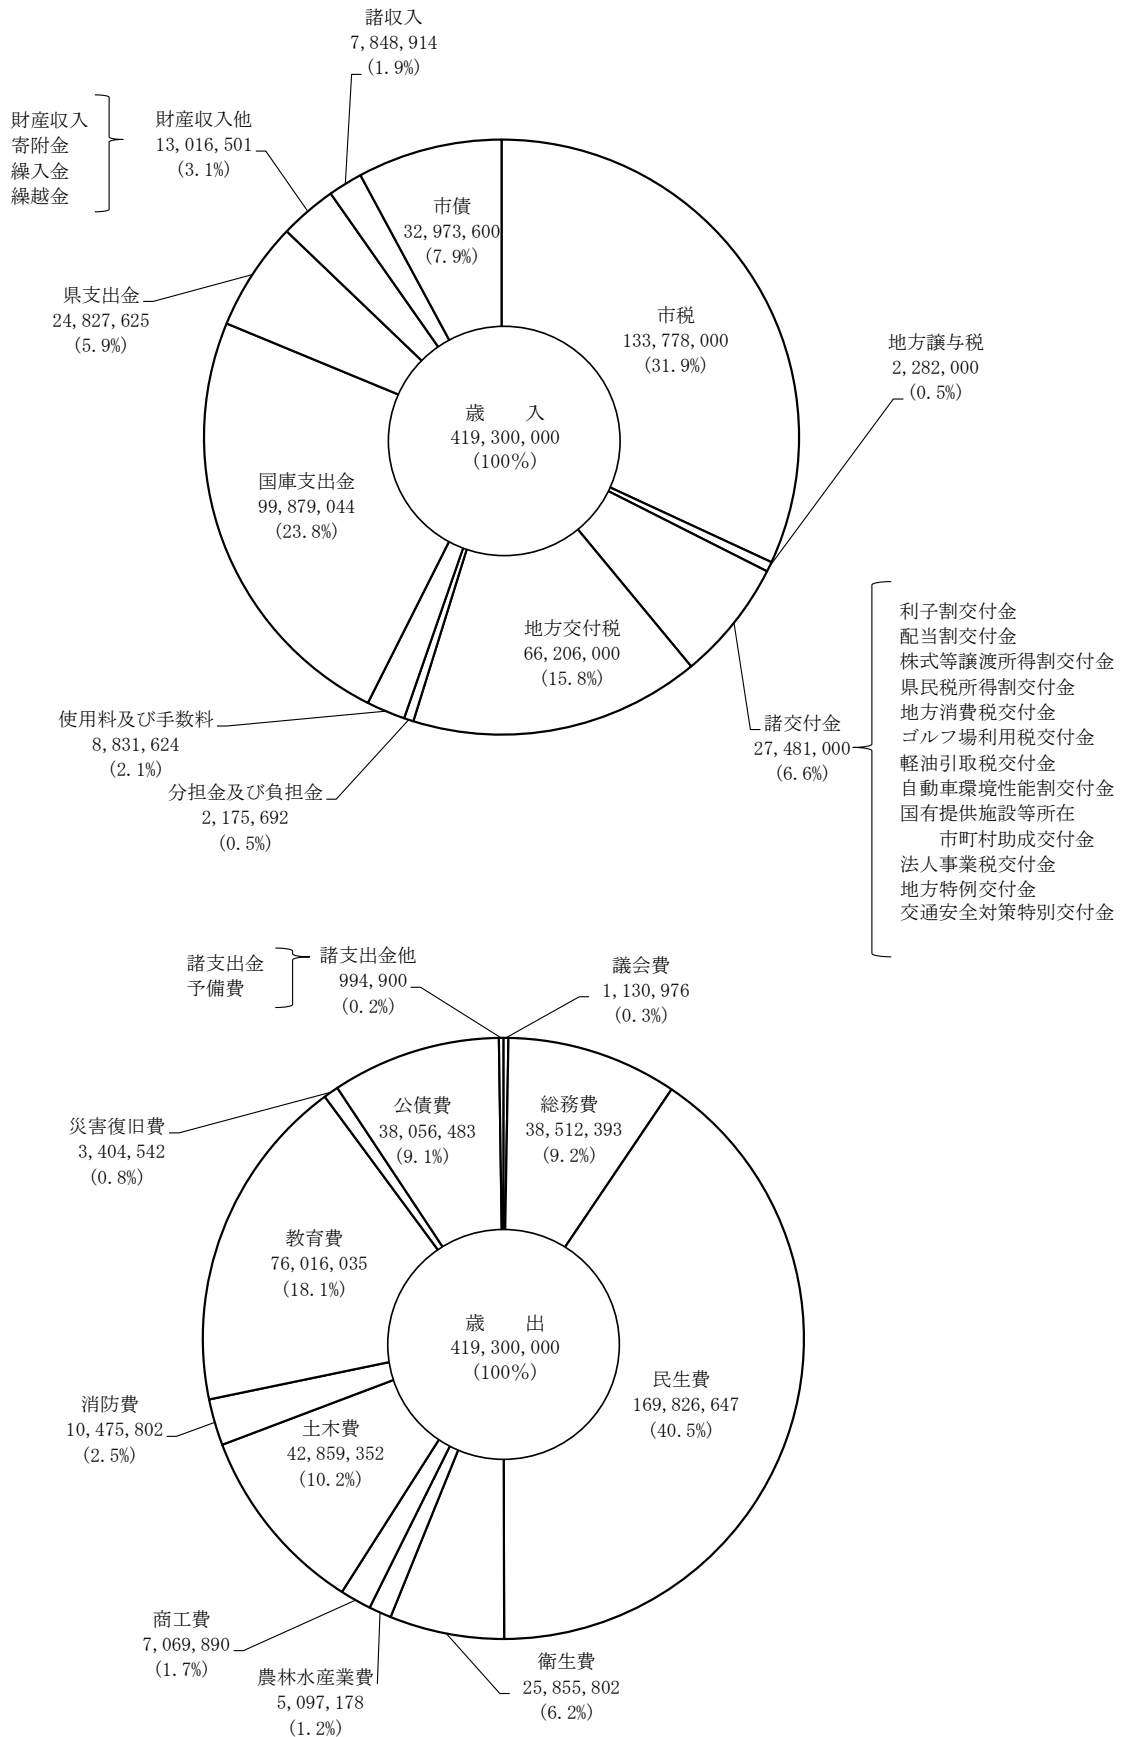 諸収入
7,848,914
(1.9%)
財産収入
寄附金
繰入金
繰越金
財産収入他
13,016,501
(3.1%)
市債
32,973,600
(7.9%)
県支出金
24,827,625
(5.9%)
市税
133,778,000
(31.9%)
地方譲与税
2,282,000
(0.5%)
歳　入
419,300,000
(100%)
国庫支出金
99,879,044
(23.8%)
地方交付税
66,206,000
(15.8%)
使用料及び手数料
8,831,624
(2.1%)
分担金及び負担金
2,175,692
(0.5%)
諸交付金
27,481,000
(6.6%)
利子割交付金
配当割交付金
株式等譲渡所得割交付金
県民税所得割交付金
地方消費税交付金
ゴルフ場利用税交付金
軽油引取税交付金
自動車環境性能割交付金
国有提供施設等所在
市町村助成交付金
法人事業税交付金
地方特例交付金
交通安全対策特別交付金
諸支出金
予備費
諸支出金他
994,900
(0.2%)
議会費
1,130,976
(0.3%)
災害復旧費
3,404,542
(0.8%)
公債費
38,056,483
(9.1%)
総務費
38,512,393
(9.2%)
教育費
76,016,035
(18.1%)
歳　出
419,300,000
(100%)
民生費
169,826,647
(40.5%)
消防費
10,475,802
(2.5%)
土木費
42,859,352
(10.2%)
商工費
7,069,890
(1.7%)
農林水産業費
5,097,178
(1.2%)
衛生費
25,855,802
(6.2%)